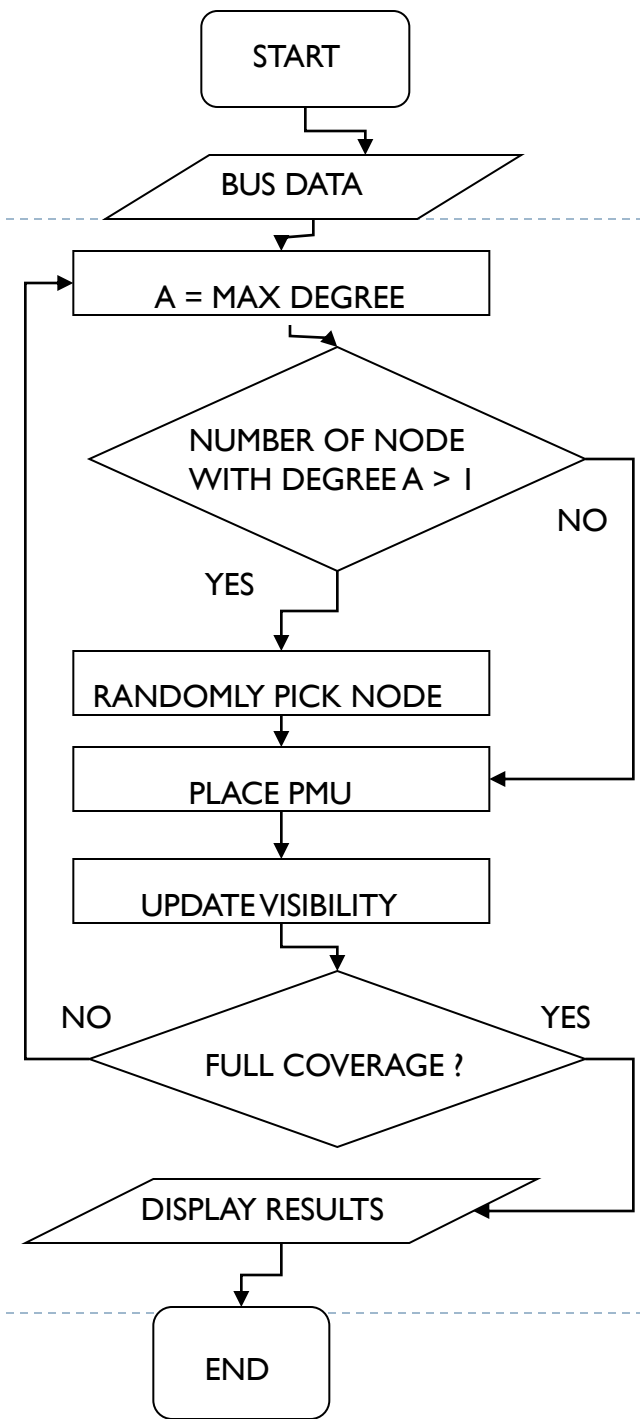 START
BUS DATA
A = MAX DEGREE
NUMBER OF NODE
WITH DEGREE A > 1
NO
YES
RANDOMLY PICK NODE
PLACE PMU
UPDATE VISIBILITY
NO
YES
FULL COVERAGE ?
DISPLAY RESULTS
END